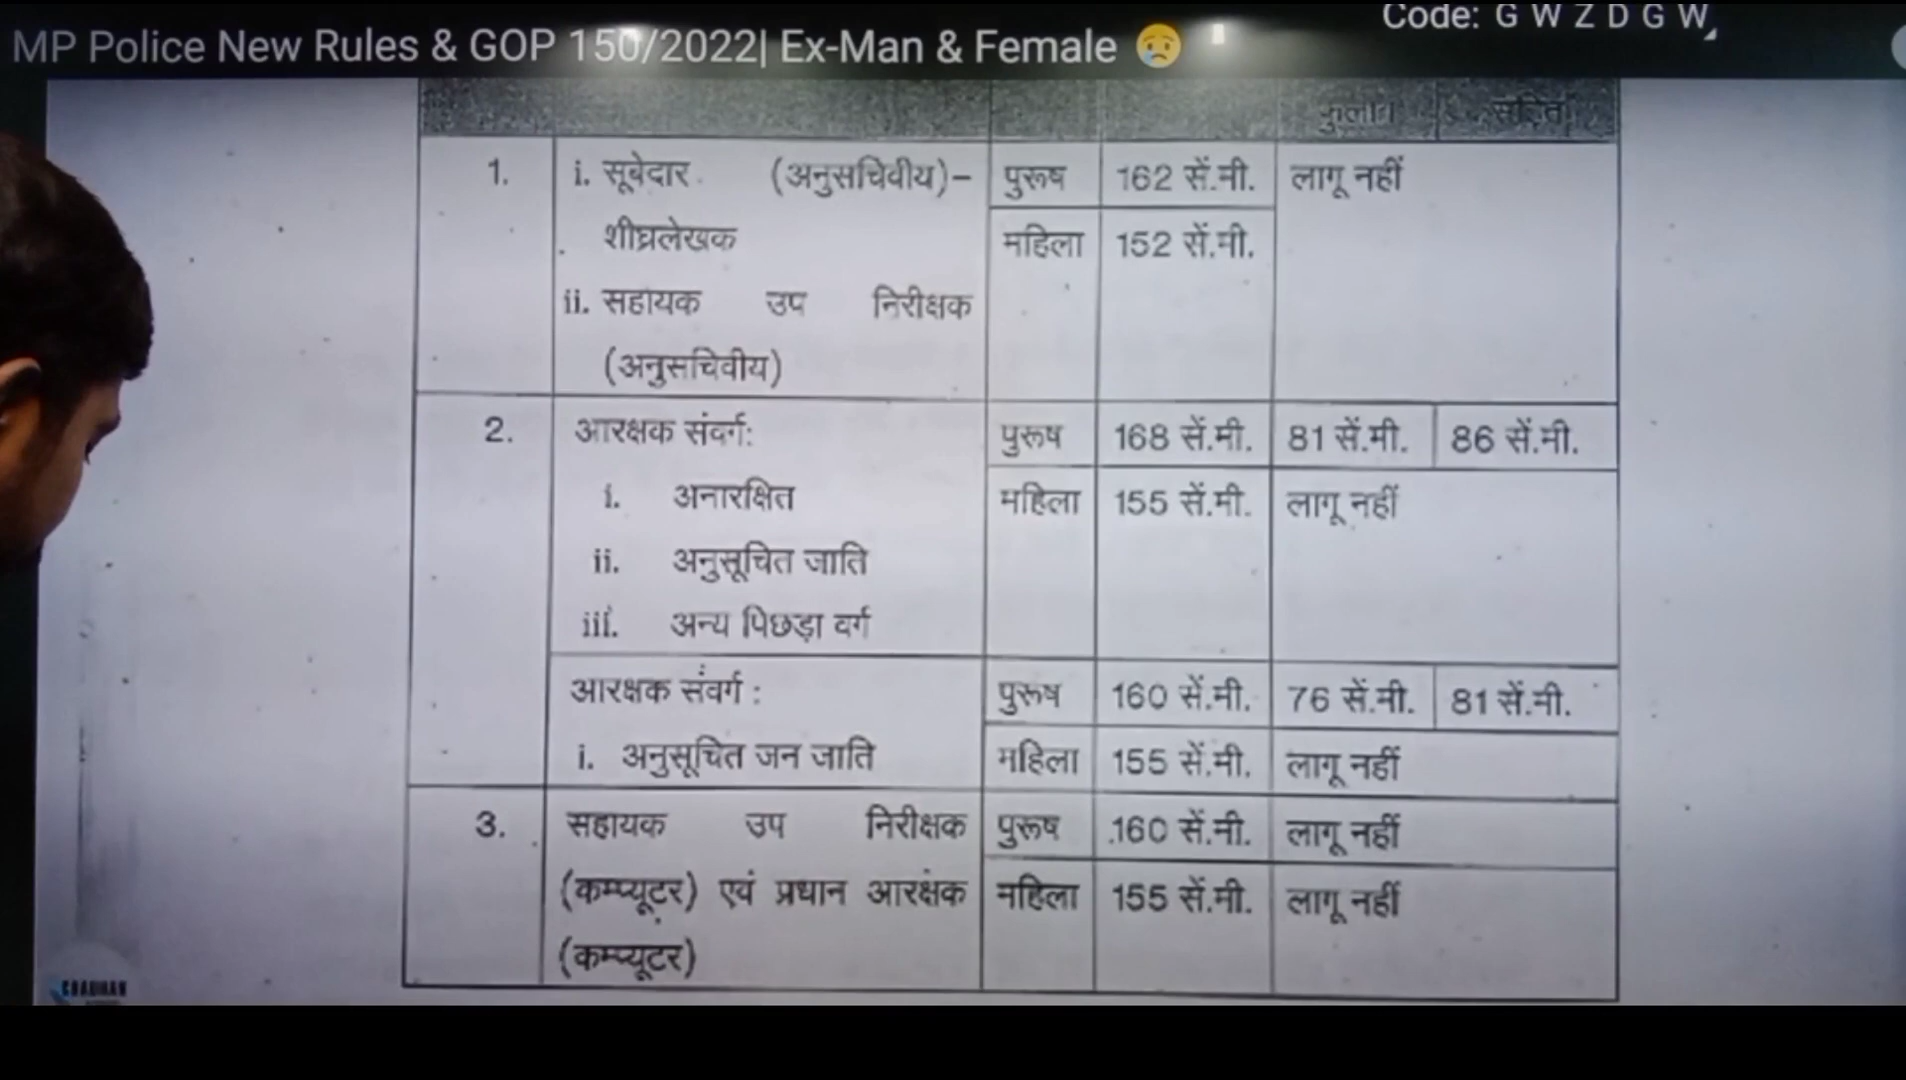 Code: G W Z D G W
MP Police New Rules & GOP 150/2022| Ex-Man & Female 😥
सहित
1. i. सूबेदार (अनुसचिवीय)– पुरूष 162 सें.मी. लागू नहीं
शीघ्रलेखक महिला 152 सें.मी.
ii. सहायक उप निरीक्षक
(अनुसचिवीय)
2. आरक्षक संवर्ग: पुरूष 168 सें.मी. 81 सें.मी. 86 सें.मी.
i. अनारक्षित महिला 155 सें.मी. लागू नहीं
ii. अनुसूचित जाति
iii. अन्य पिछड़ा वर्ग
आरक्षक संवर्ग : पुरूष 160 सें.मी. 76 सें.मी. 81 सें.मी.
i. अनुसूचित जन जाति महिला 155 सें.मी. लागू नहीं
3. सहायक उप निरीक्षक पुरूष 160 सें.मी. लागू नहीं
(कम्प्यूटर) एवं प्रधान आरक्षक महिला 155 सें.मी. लागू नहीं
(कम्प्यूटर)
CHAUHAN